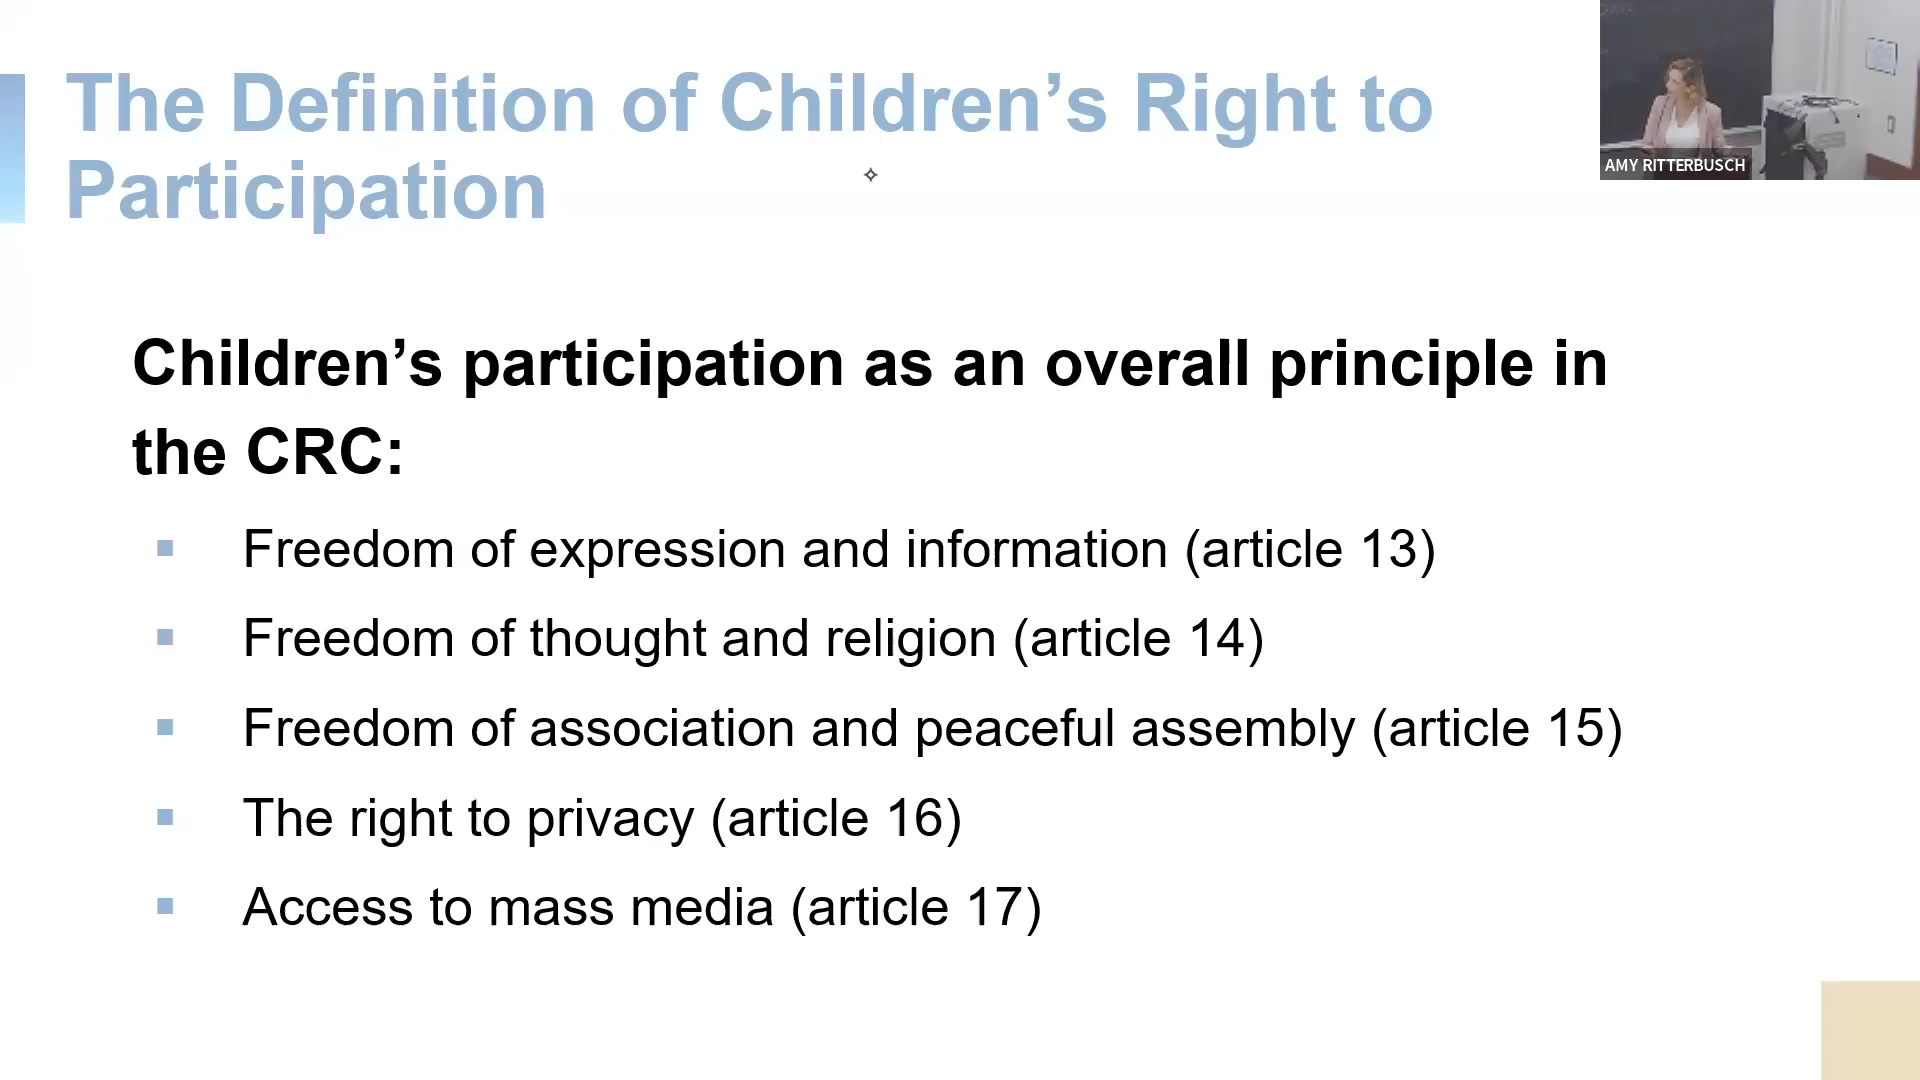 The Definition of Children’s Right to
Participation
AMY RITTERBUSCH
Children’s participation as an overall principle in
the CRC:
▪ Freedom of expression and information (article 13)
▪ Freedom of thought and religion (article 14)
▪ Freedom of association and peaceful assembly (article 15)
▪ The right to privacy (article 16)
▪ Access to mass media (article 17)